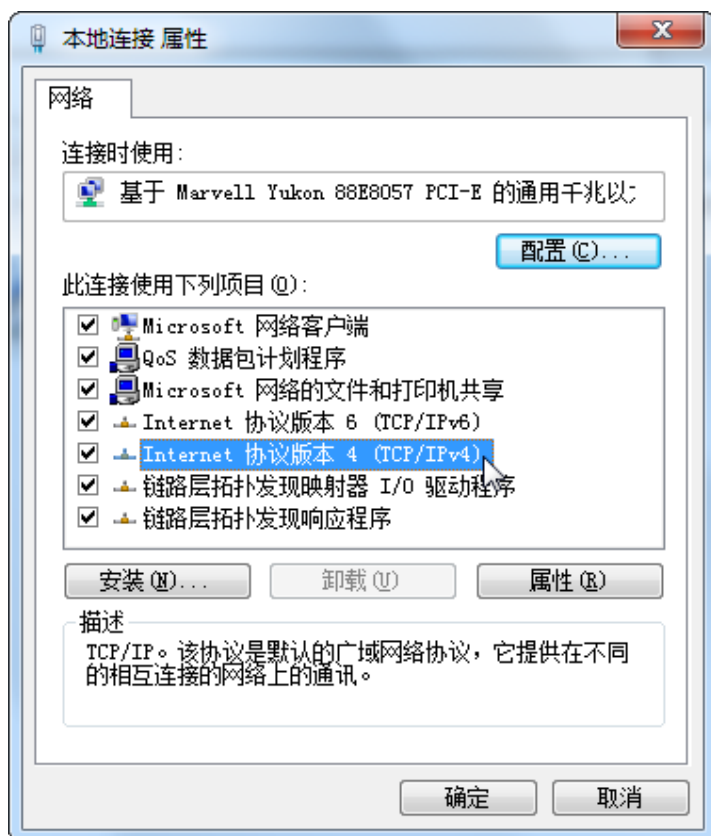 本地连接 属性
网络
连接时使用:
基于 Marvell Yukon 88E8057 PCI-E 的通用千兆以
配置(C)...
此连接使用下列项目(O):
Microsoft 网络客户端
QoS 数据包计划程序
Microsoft 网络的文件和打印机共享
Internet 协议版本 6 (TCP/IPv6)
Internet 协议版本 4 (TCP/IPv4)
链路层拓扑发现映射器 I/O 驱动程序
链路层拓扑发现响应程序
安装(N)...
卸载(U)
属性(R)
描述
TCP/IP。该协议是默认的广域网络协议，它提供在不同
的相互连接的网络上的通讯。
确定
取消